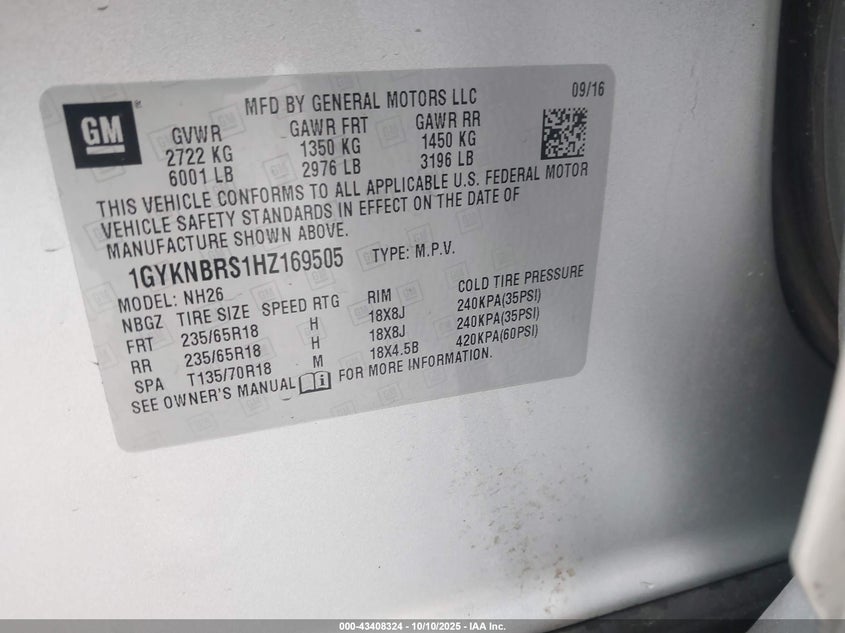 GM
MFD BY GENERAL MOTORS LLC 09/16
GVWR GAWR FRT GAWR RR
2722 KG 1350 KG 1450 KG
6001 LB 2976 LB 3196 LB
THIS VEHICLE CONFORMS TO ALL APPLICABLE U.S. FEDERAL MOTOR
VEHICLE SAFETY STANDARDS IN EFFECT ON THE DATE OF
MANUFACTURE SHOWN ABOVE.
1GYKNBRS1HZ169505 TYPE: M.P.V.
MODEL: NH26
NBGZ TIRE SIZE SPEED RTG RIM COLD TIRE PRESSURE
FRT 235/65R18 H 18X8J 240KPA(35PSI)
RR 235/65R18 H 18X8J 240KPA(35PSI)
SPA T135/70R18 M 18X4.5B 420KPA(60PSI)
SEE OWNER'S MANUAL FOR MORE INFORMATION.
000-43408324 - 10/10/2025 - IAA Inc.